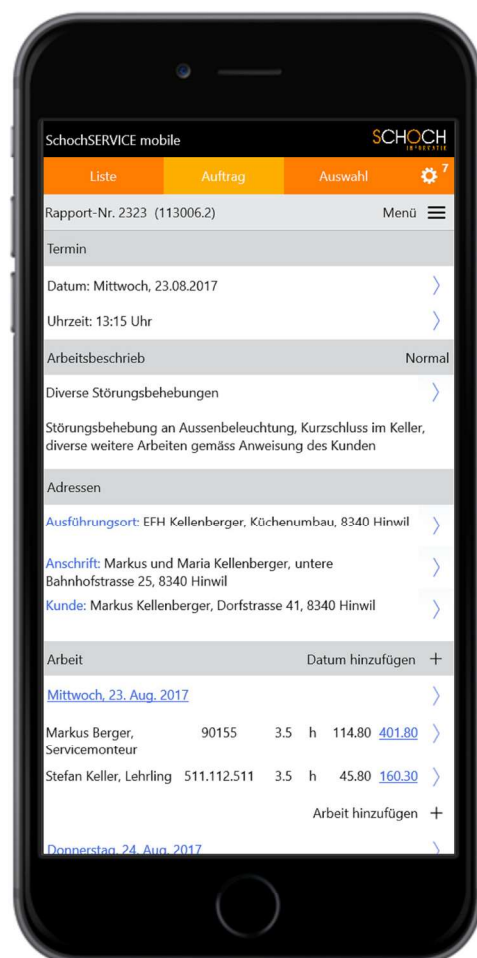 SchochSERVICE mobile SCHOCH
INFORMATIK
Liste Auftrag Auswahl 7
Rapport-Nr. 2323 (113006.2) Menü
Termin
Datum: Mittwoch, 23.08.2017
Uhrzeit: 13:15 Uhr
Arbeitsbeschrieb Normal
Diverse Störungsbehebungen
Störungsbehebung an Aussenbeleuchtung, Kurzschluss im Keller,
diverse weitere Arbeiten gemäss Anweisung des Kunden
Adressen
Ausführungsort: EFH Kellenberger, Küchenumbau, 8340 Hinwil
Anschrift: Markus und Maria Kellenberger, untere
Bahnhofstrasse 25, 8340 Hinwil
Kunde: Markus Kellenberger, Dorfstrasse 41, 8340 Hinwil
Arbeit Datum hinzufügen +
Mittwoch, 23. Aug. 2017
Markus Berger, 90155 3.5 h 114.80 401.80
Servicemonteur
Stefan Keller, Lehrling 511.112.511 3.5 h 45.80 160.30
Arbeit hinzufügen +
Donnerstag, 24. Aug. 2017